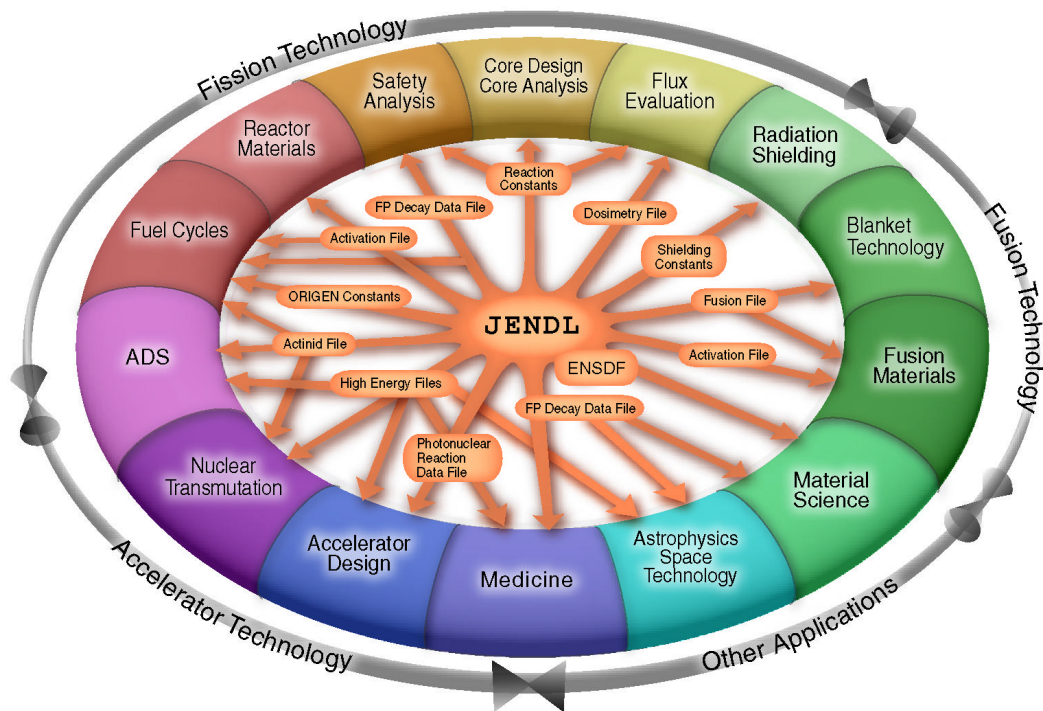 Fission Technology
Core Design
Core Analysis
Safety
Analysis
Flux
Evaluation
Reactor
Materials
Radiation
Shielding
Fuel Cycles
Blanket
Technology
Fusion Technology
ADS
Fusion
Materials
Nuclear
Transmutation
Material
Science
Accelerator
Design
Medicine
Astrophysics
Space
Technology
Accelerator Technology
Other Applications
Reaction
Constants
FP Decay Data File
Dosimetry File
Activation File
Shielding
Constants
ORIGEN Constants
Fusion File
JENDL
Actinid File
Activation File
ENSDF
High Energy Files
FP Decay Data File
Photonuclear
Reaction
Data File